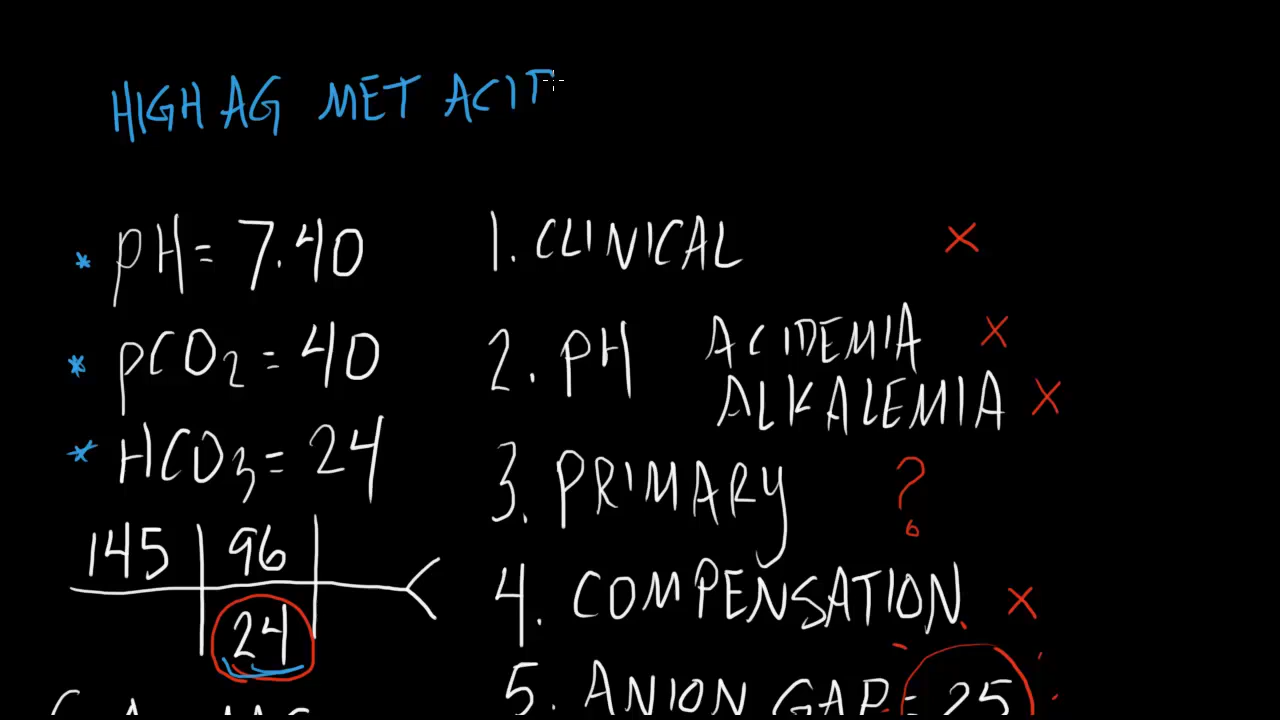 HIGH AG MET ACID
* pH = 7.40
* pCO2 = 40
* HCO3 = 24
145 | 96
24
1. CLINICAL X
2. PH ACIDEMIA X
ALKALEMIA X
3. PRIMARY ?
4. COMPENSATION X
5. ANION GAP = 25